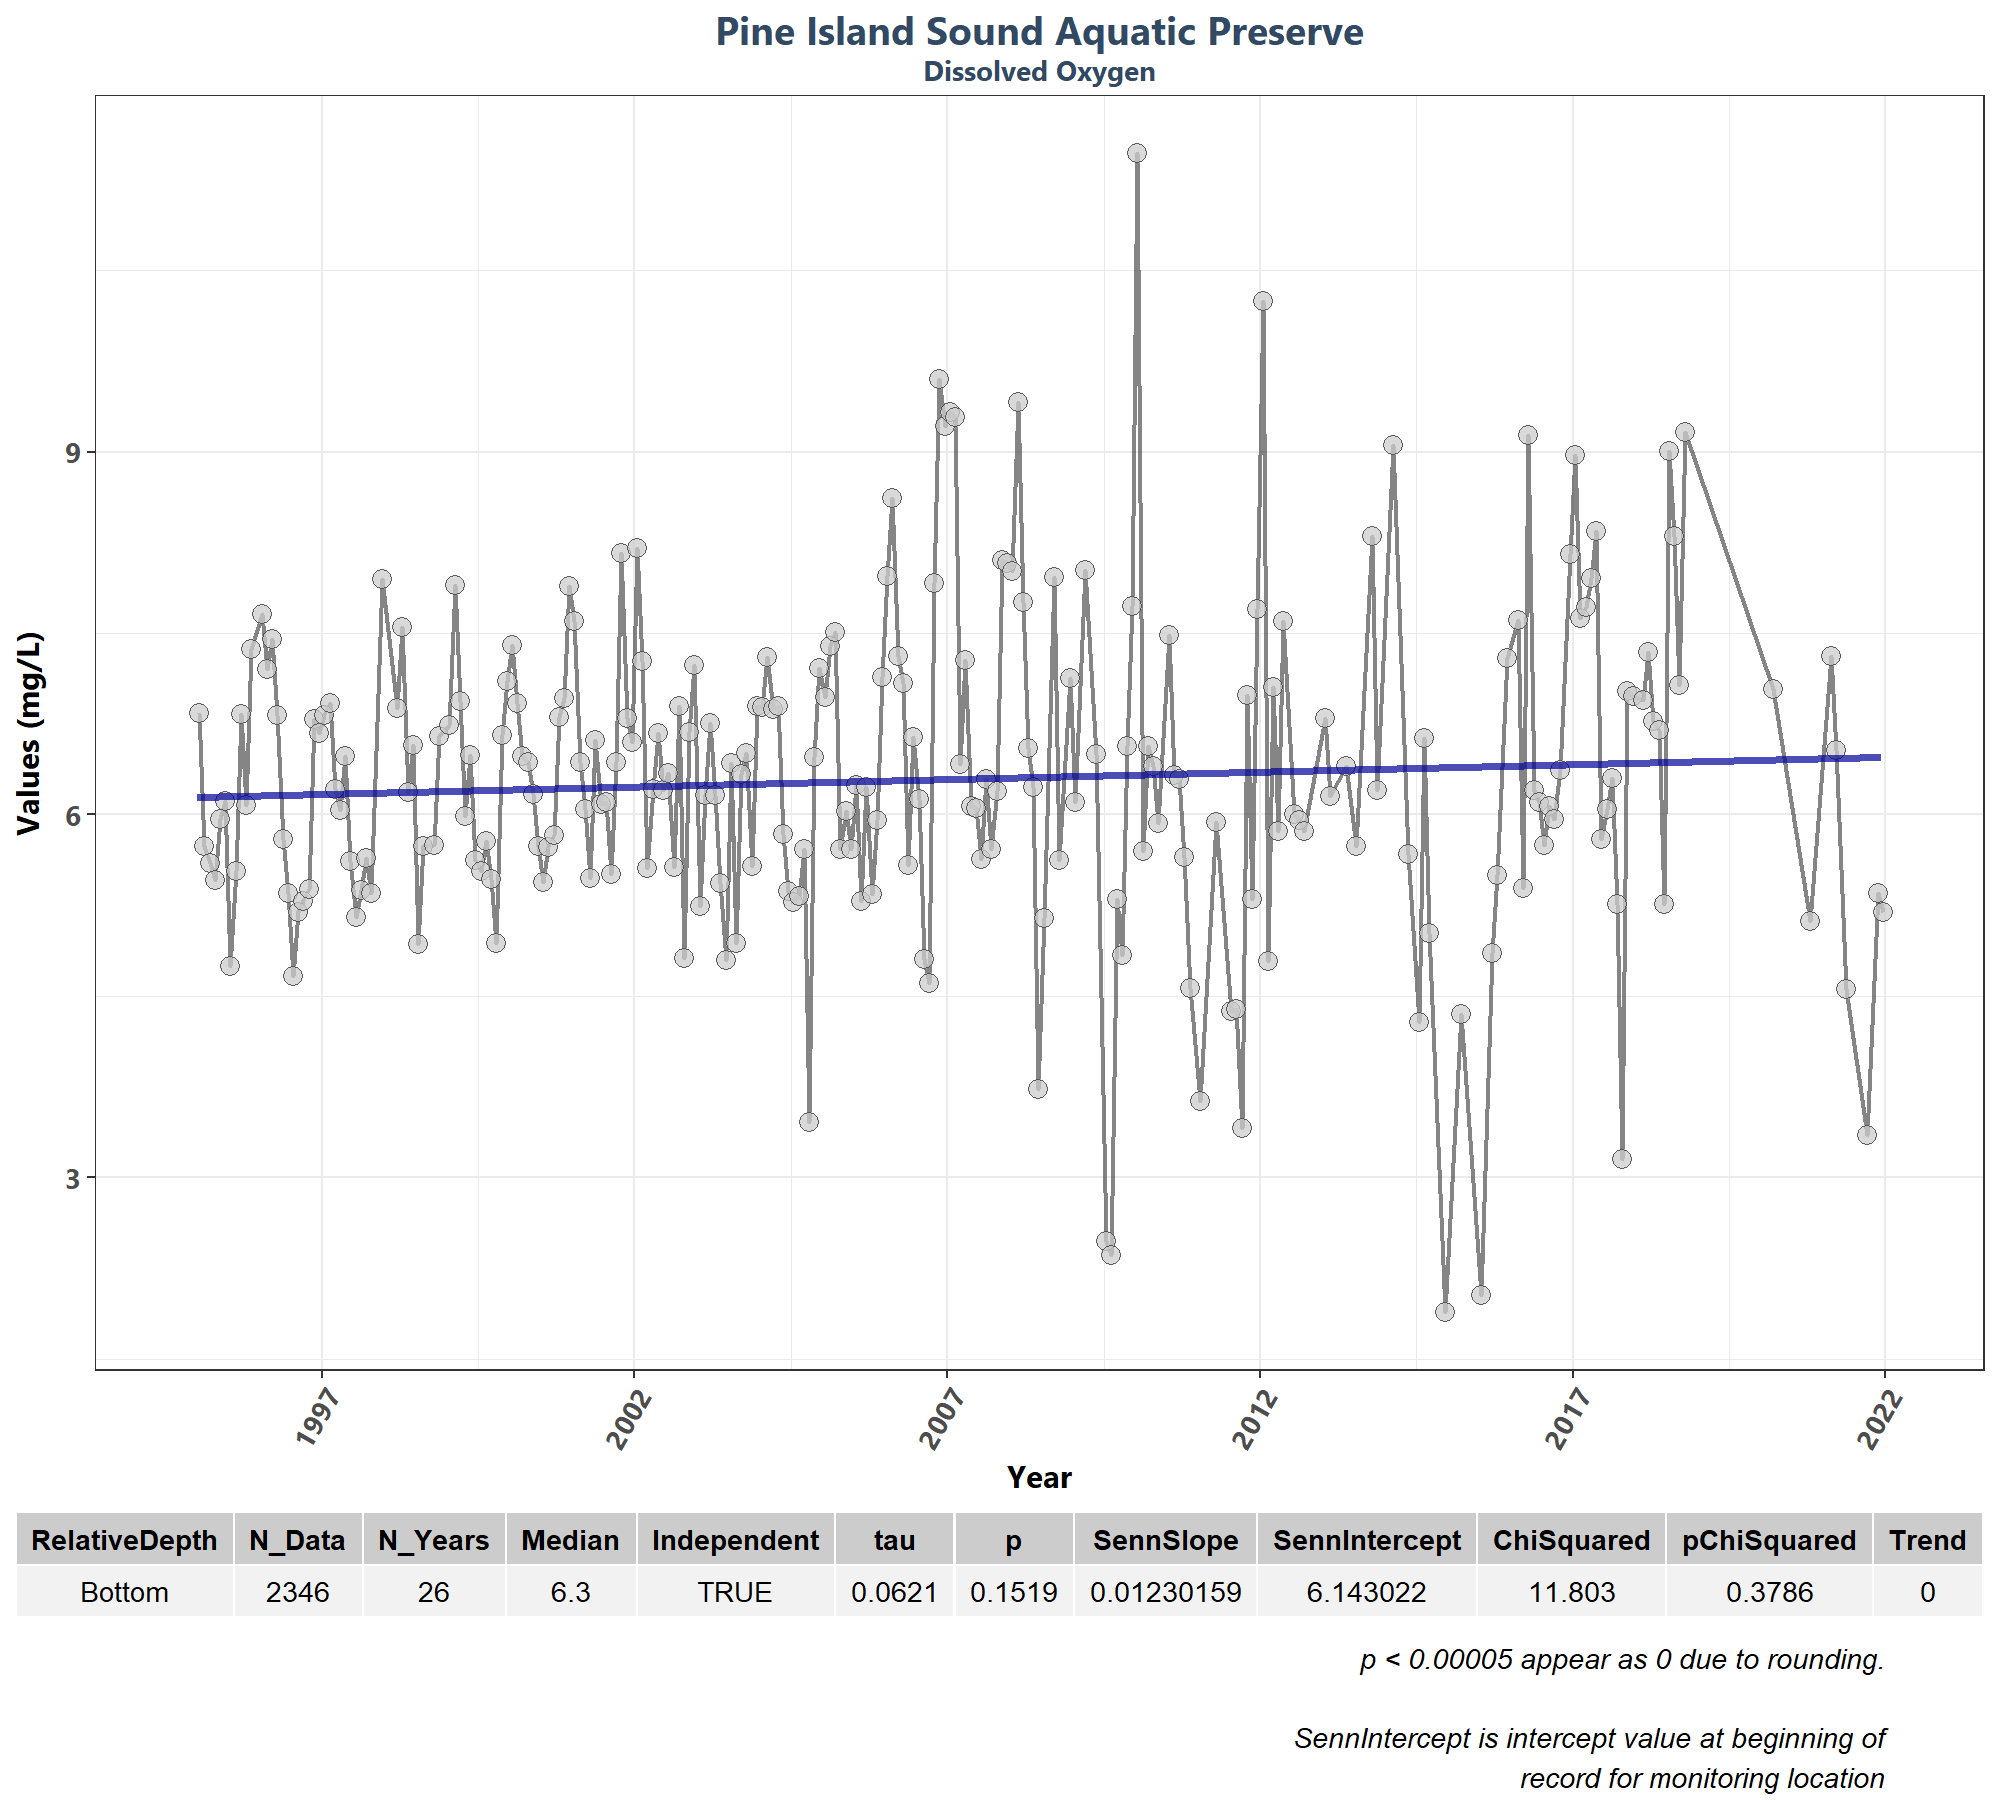 Pine Island Sound Aquatic Preserve
Dissolved Oxygen
Values (mg/L)
9
6
3
1997 2002 2007 2012 2017 2022
Year
RelativeDepth N_Data N_Years Median Independent tau p SennSlope SennIntercept ChiSquared pChiSquared Trend
Bottom 2346 26 6.3 TRUE 0.0621 0.1519 0.01230159 6.143022 11.803 0.3786 0
p < 0.00005 appear as 0 due to rounding.
SennIntercept is intercept value at beginning of
record for monitoring location